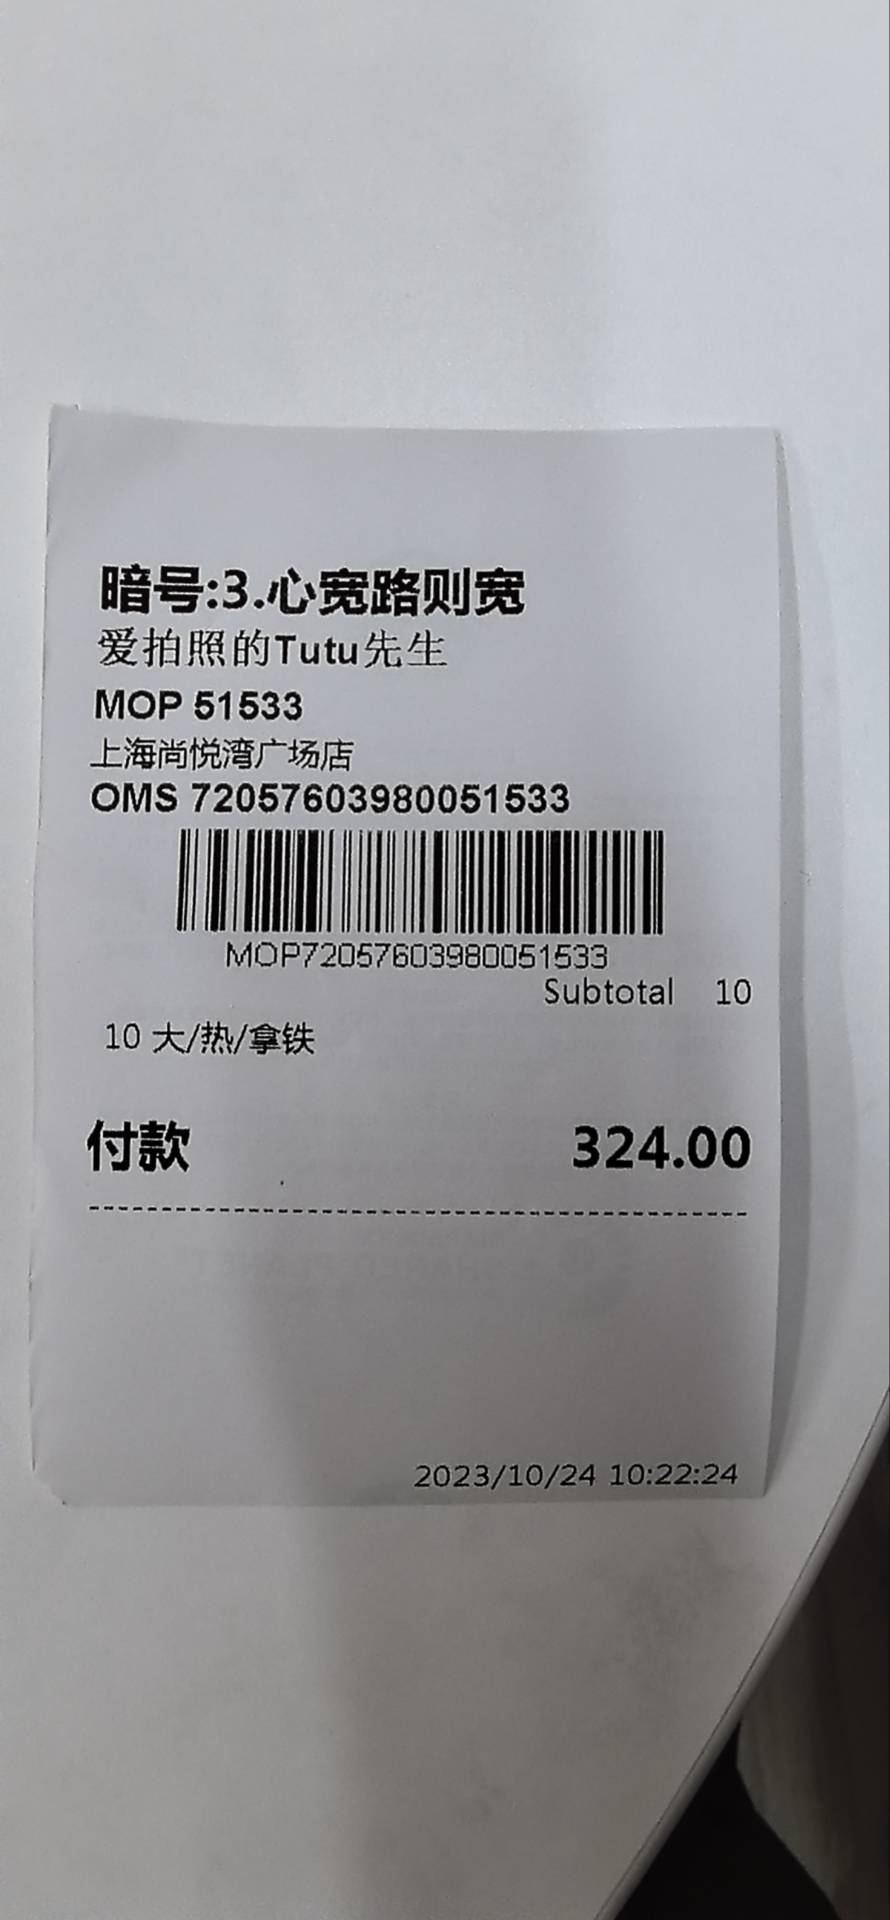 暗号:3.心宽路则宽
爱拍照的Tutu先生
MOP 51533
上海尚悦湾广场店
OMS 72057603980051533
MOP72057603980051533
Subtotal 10
10 大/热/拿铁
付款 324.00
2023/10/24 10:22:24